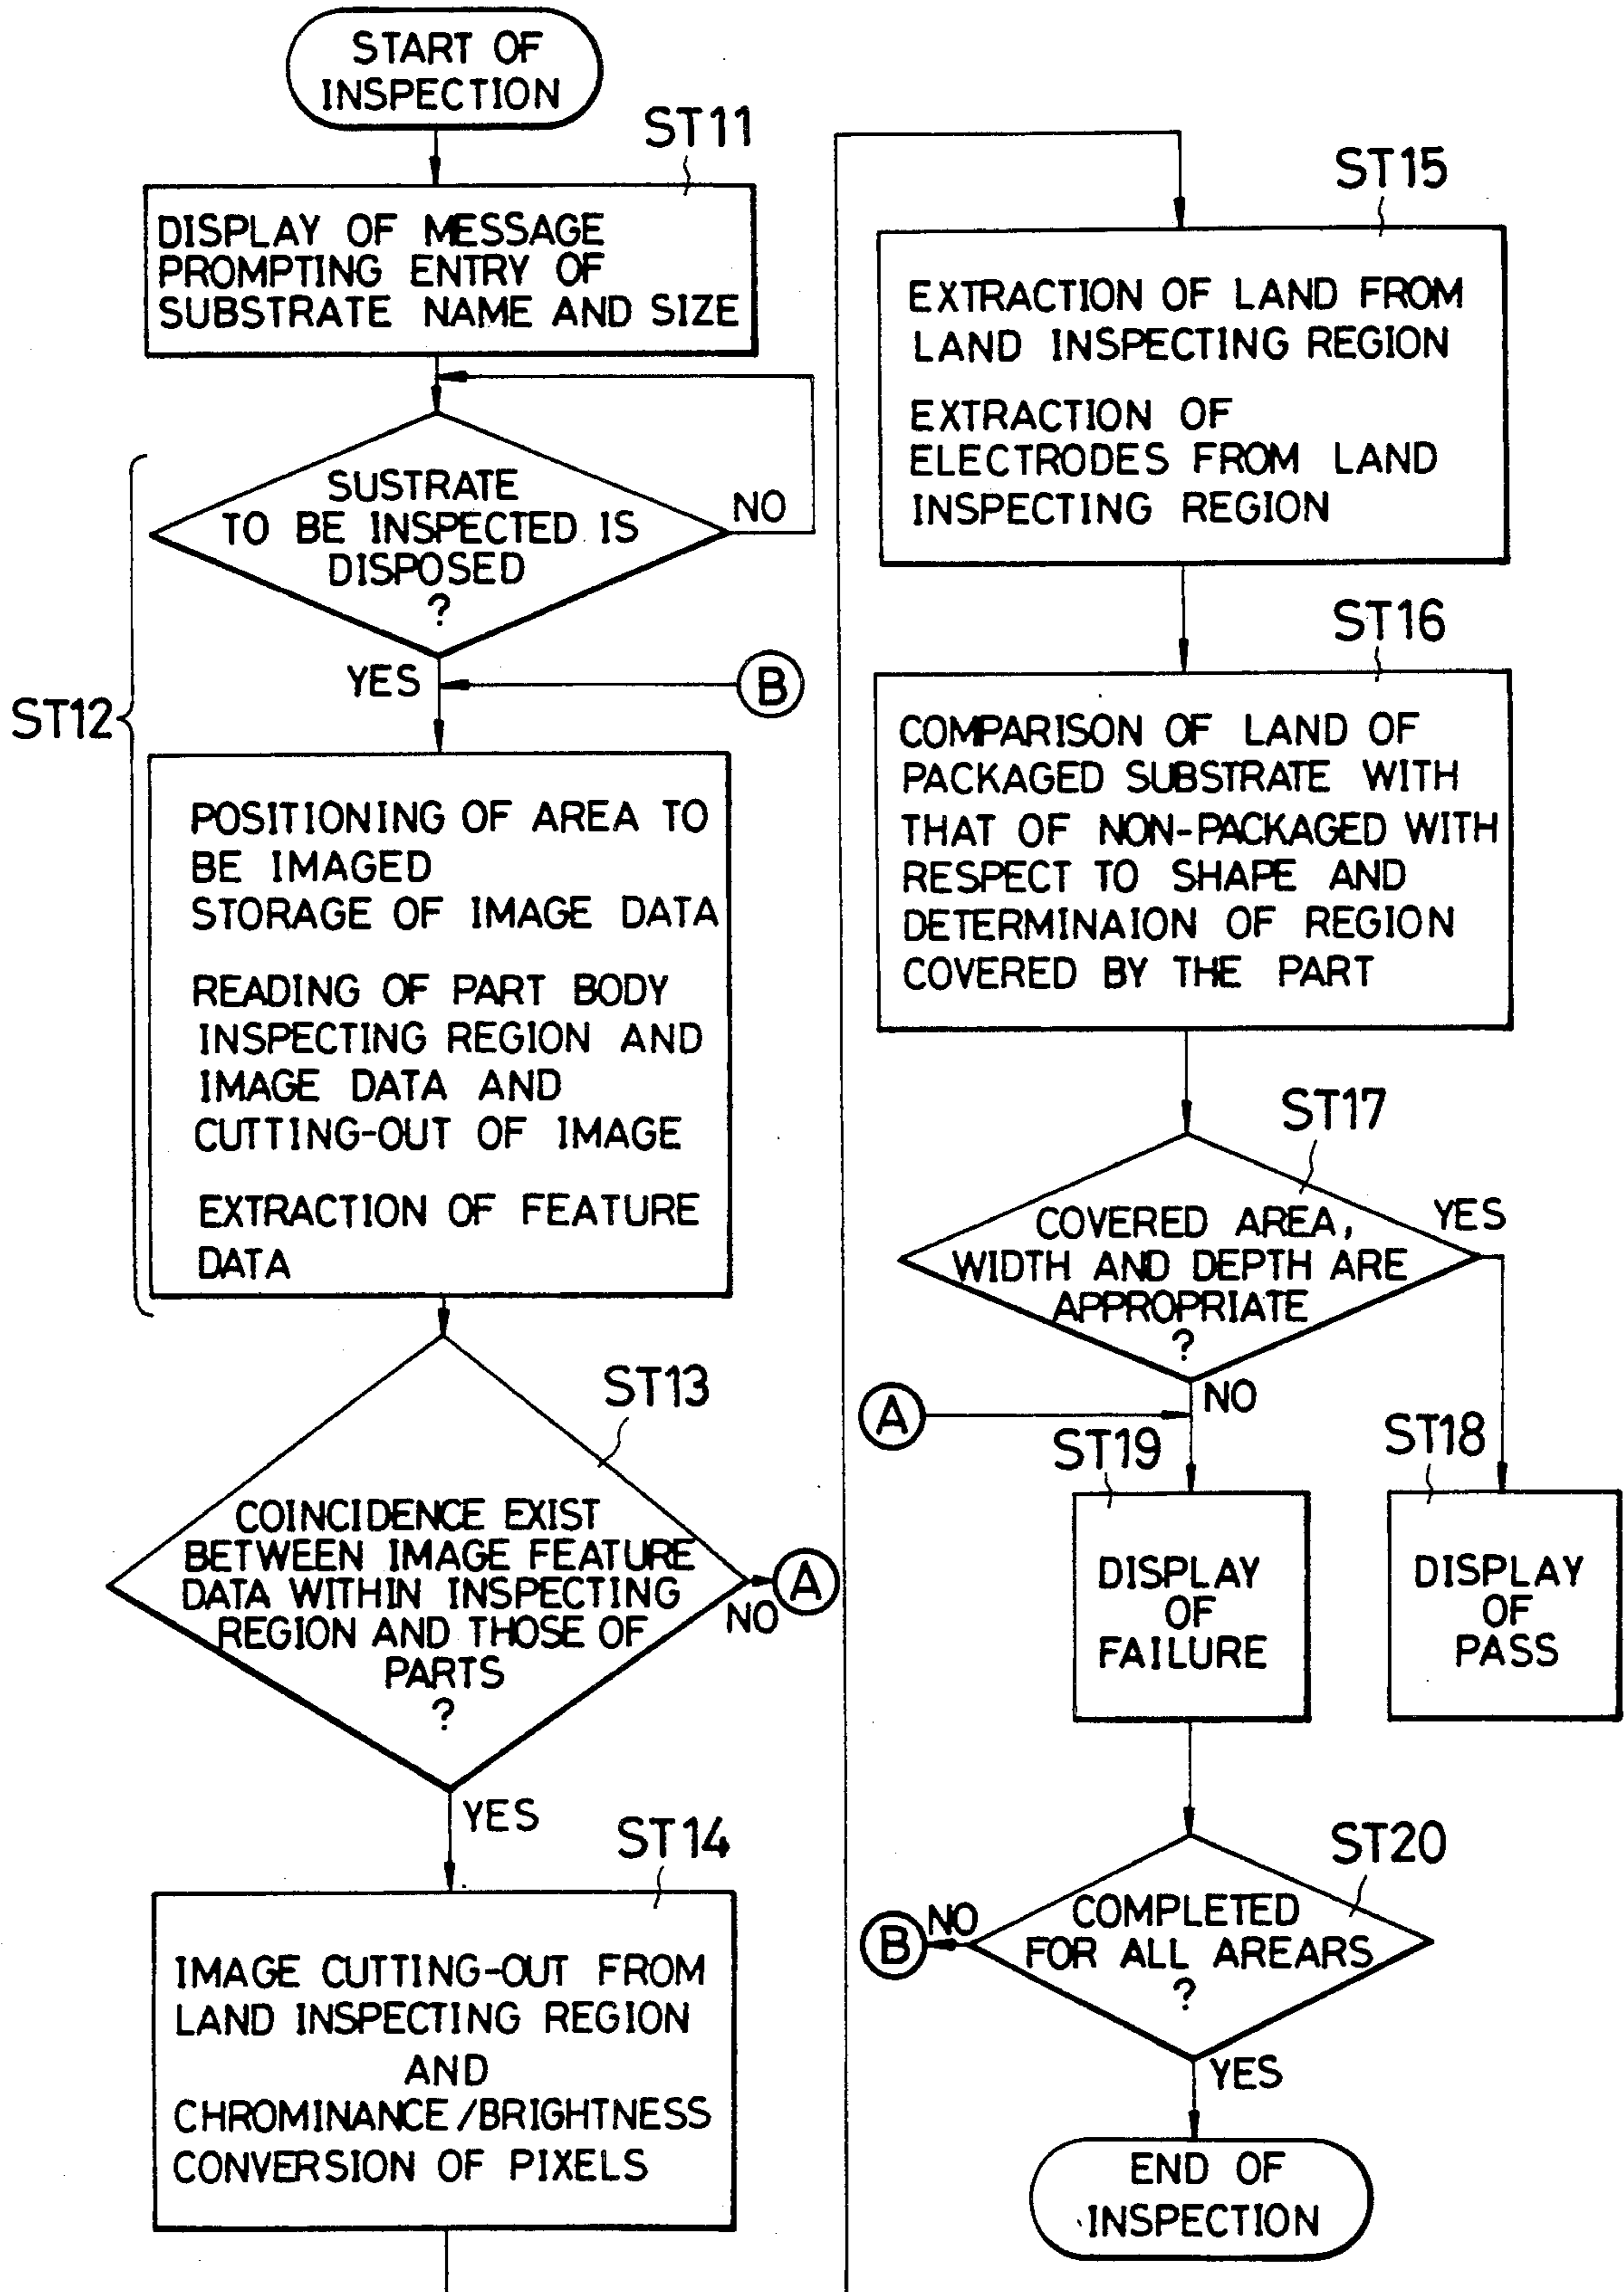 START OF
INSPECTION
ST11
DISPLAY OF MESSAGE
PROMPTING ENTRY OF
SUBSTRATE NAME AND SIZE
SUSTRATE
TO BE INSPECTED IS
DISPOSED
?
NO
YES
B
ST12
POSITIONING OF AREA TO
BE IMAGED
STORAGE OF IMAGE DATA
READING OF PART BODY
INSPECTING REGION AND
IMAGE DATA AND
CUTTING-OUT OF IMAGE
EXTRACTION OF FEATURE
DATA
ST13
COINCIDENCE EXIST
BETWEEN IMAGE FEATURE
DATA WITHIN INSPECTING
REGION AND THOSE OF
PARTS
?
NO
A
YES
ST14
IMAGE CUTTING-OUT FROM
LAND INSPECTING REGION
AND
CHROMINANCE/BRIGHTNESS
CONVERSION OF PIXELS
ST15
EXTRACTION OF LAND FROM
LAND INSPECTING REGION
EXTRACTION OF
ELECTRODES FROM LAND
INSPECTING REGION
ST16
COMPARISON OF LAND OF
PACKAGED SUBSTRATE WITH
THAT OF NON-PACKAGED WITH
RESPECT TO SHAPE AND
DETERMINAION OF REGION
COVERED BY THE PART
ST17
COVERED AREA,
WIDTH AND DEPTH ARE
APPROPRIATE
?
YES
NO
A
ST19
DISPLAY
OF
FAILURE
ST18
DISPLAY
OF
PASS
ST20
COMPLETED
FOR ALL AREARS
?
NO
B
YES
END OF
INSPECTION